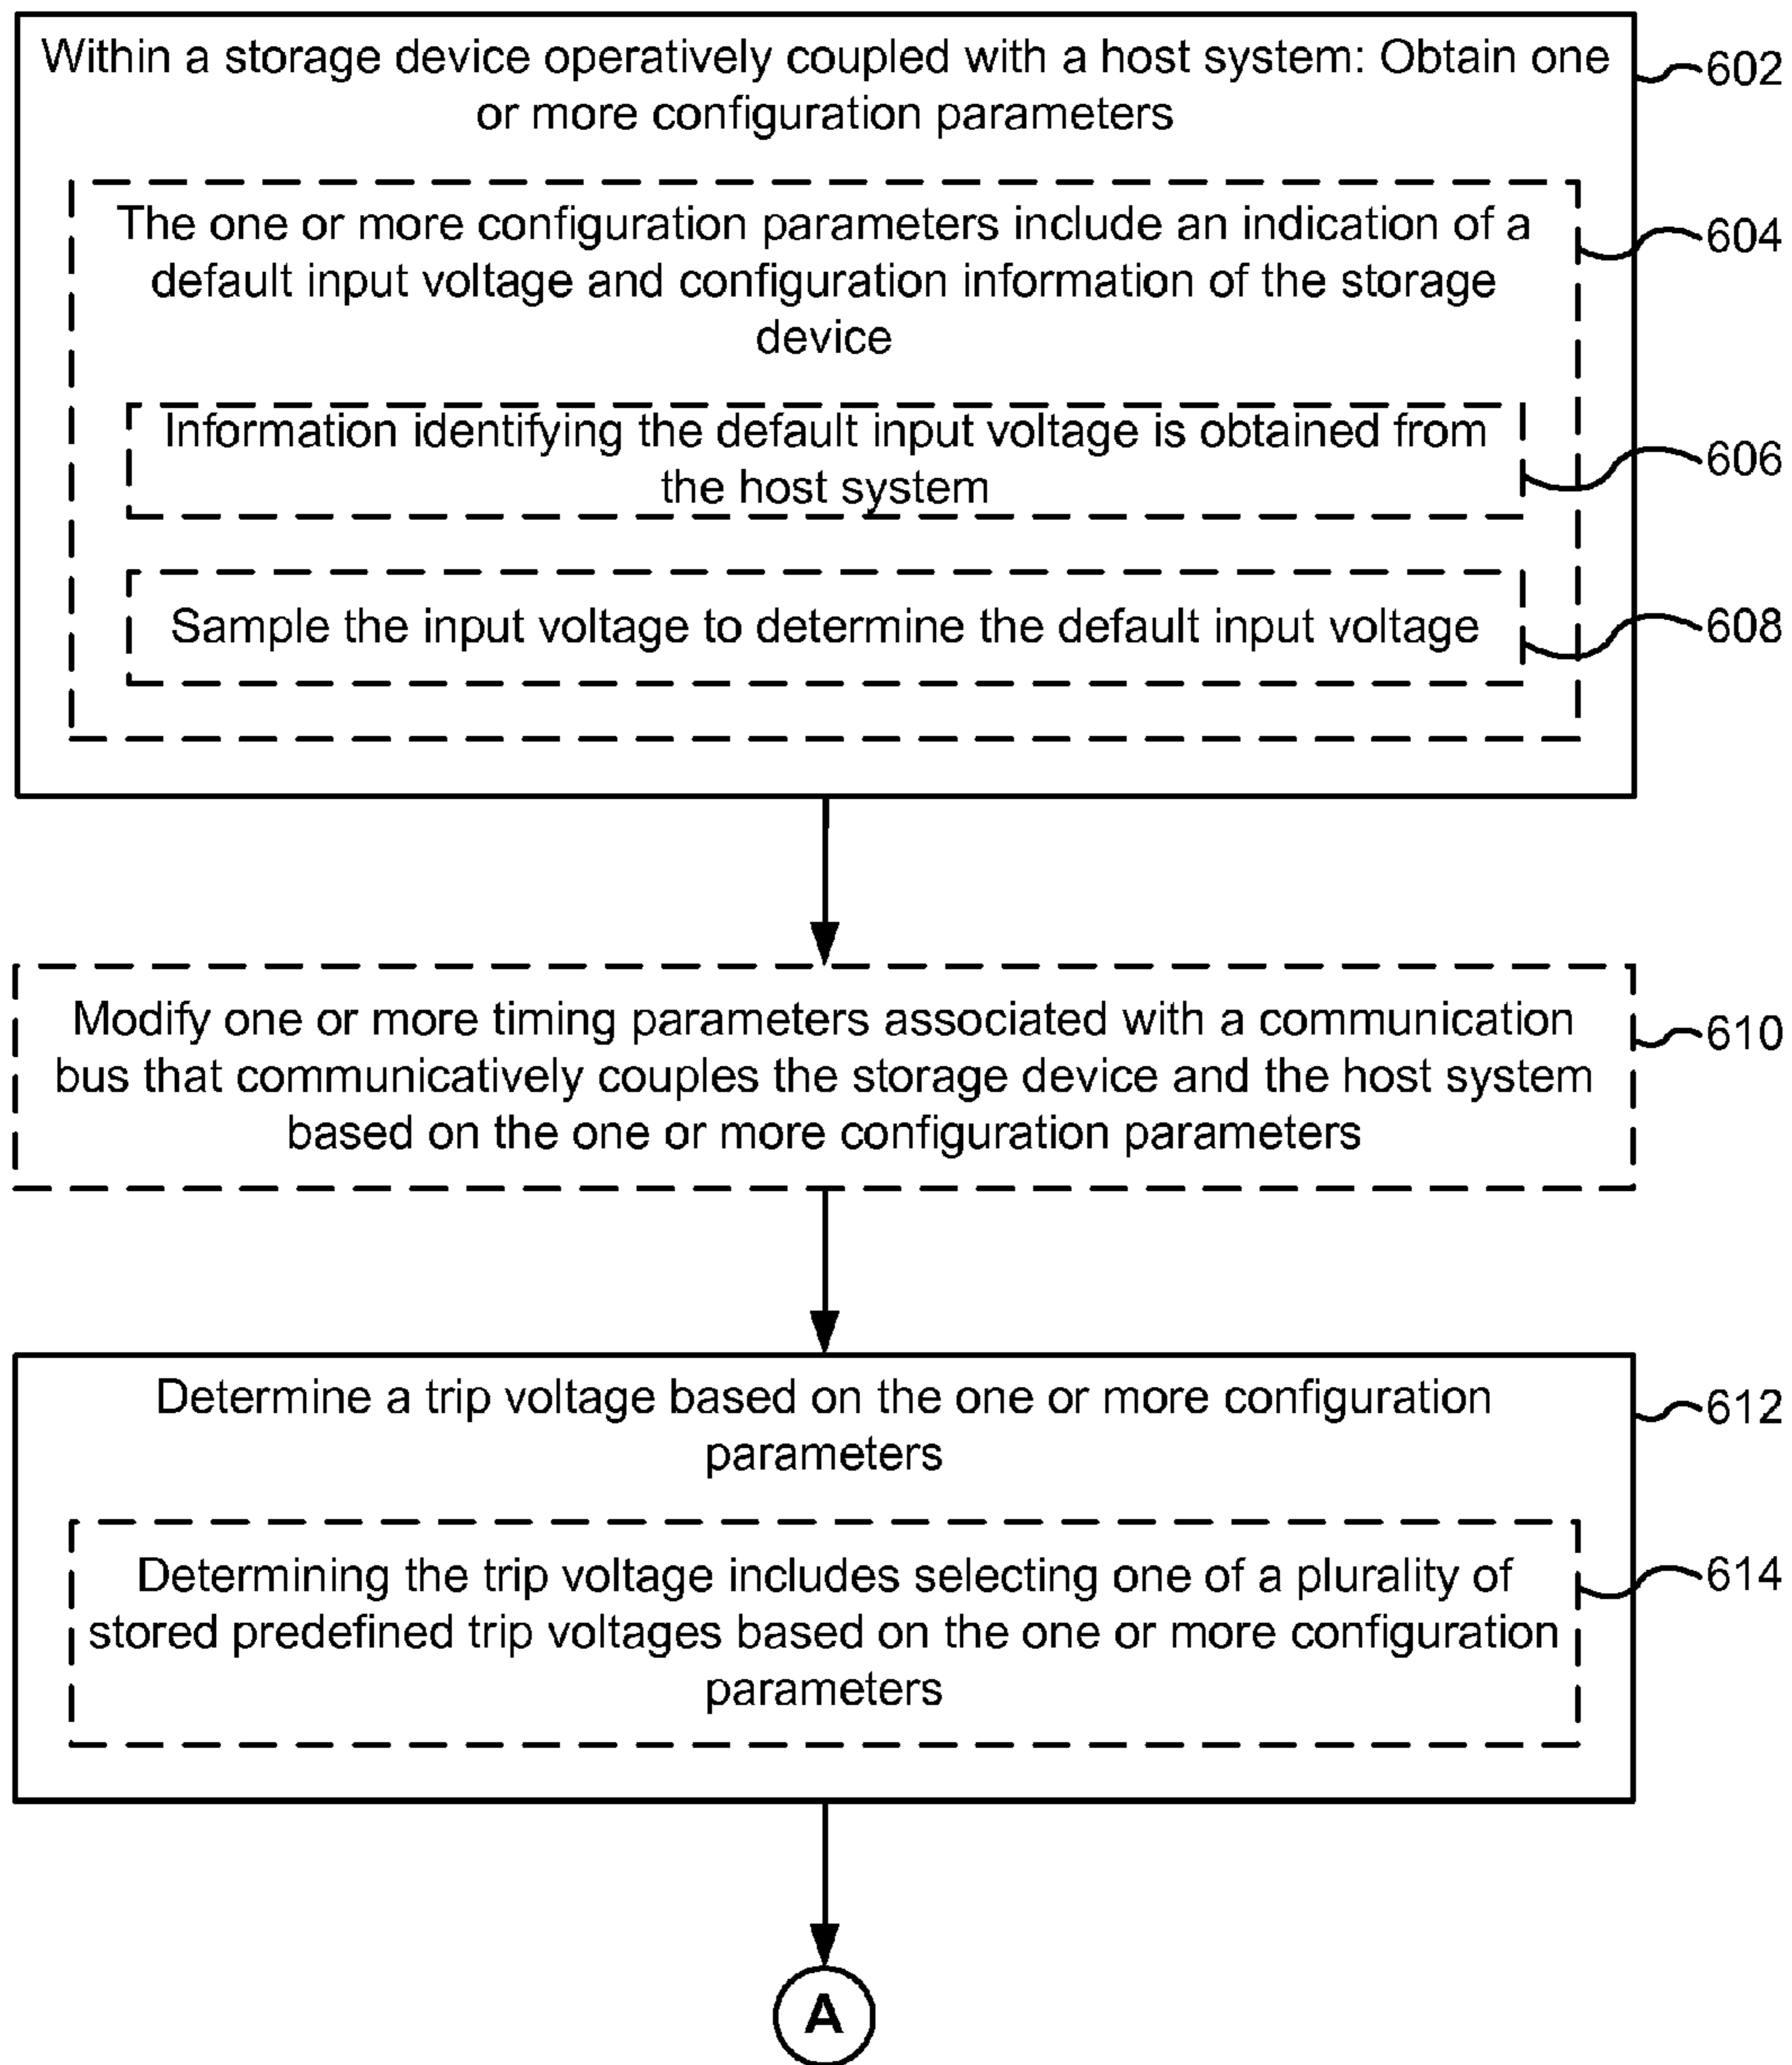 Within a storage device operatively coupled with a host system: Obtain one
or more configuration parameters
602
The one or more configuration parameters include an indication of a
default input voltage and configuration information of the storage
device
604
Information identifying the default input voltage is obtained from
the host system
606
Sample the input voltage to determine the default input voltage
608
Modify one or more timing parameters associated with a communication
bus that communicatively couples the storage device and the host system
based on the one or more configuration parameters
610
Determine a trip voltage based on the one or more configuration
parameters
612
Determining the trip voltage includes selecting one of a plurality of
stored predefined trip voltages based on the one or more configuration
parameters
614
A